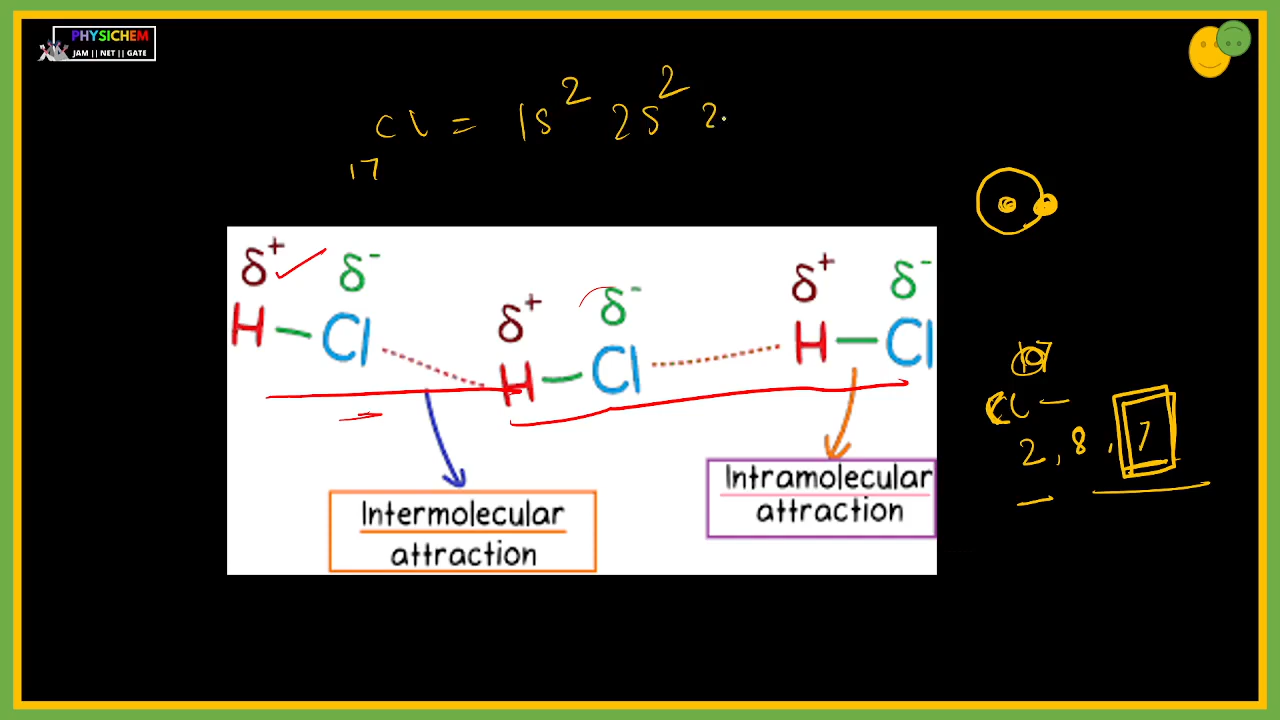 PHYSICHEM
JAM || NET || GATE
Cl = 1s² 2s² 2
17
δ⁺ δ⁻
H – Cl
δ⁺ δ⁻
H – Cl
δ⁺ δ⁻
H – Cl
Intermolecular
attraction
Intramolecular
attraction
Cl –
2, 8, 7